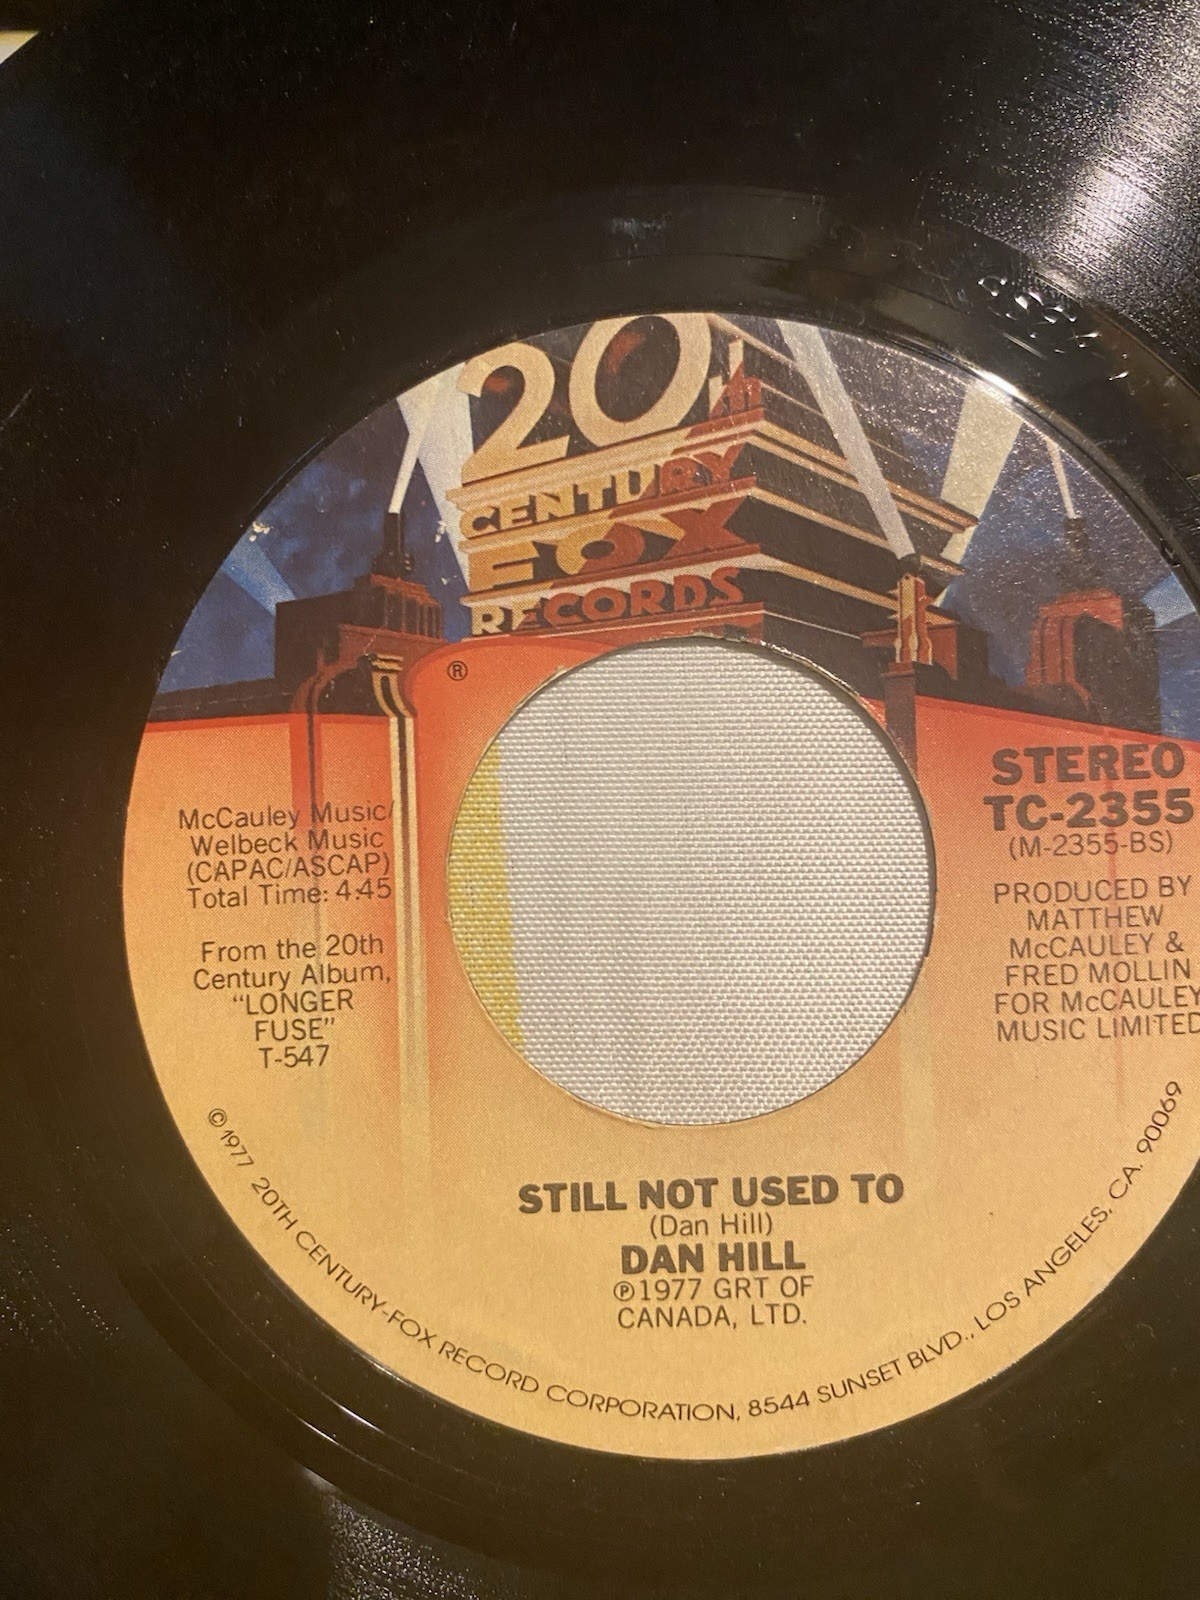 20th
CENTURY
FOX
RECORDS
®
STEREO
TC-2355
(M-2355-BS)
PRODUCED BY
MATTHEW
McCAULEY &
FRED MOLLIN
FOR McCAULEY
MUSIC LIMITED
McCauley Music/
Welbeck Music
(CAPAC/ASCAP)
Total Time: 4:45
From the 20th
Century Album,
"LONGER
FUSE"
T-547
STILL NOT USED TO
(Dan Hill)
DAN HILL
℗1977 GRT OF
CANADA, LTD.
©1977 20TH CENTURY-FOX RECORD CORPORATION, 8544 SUNSET BLVD., LOS ANGELES, CA. 90069